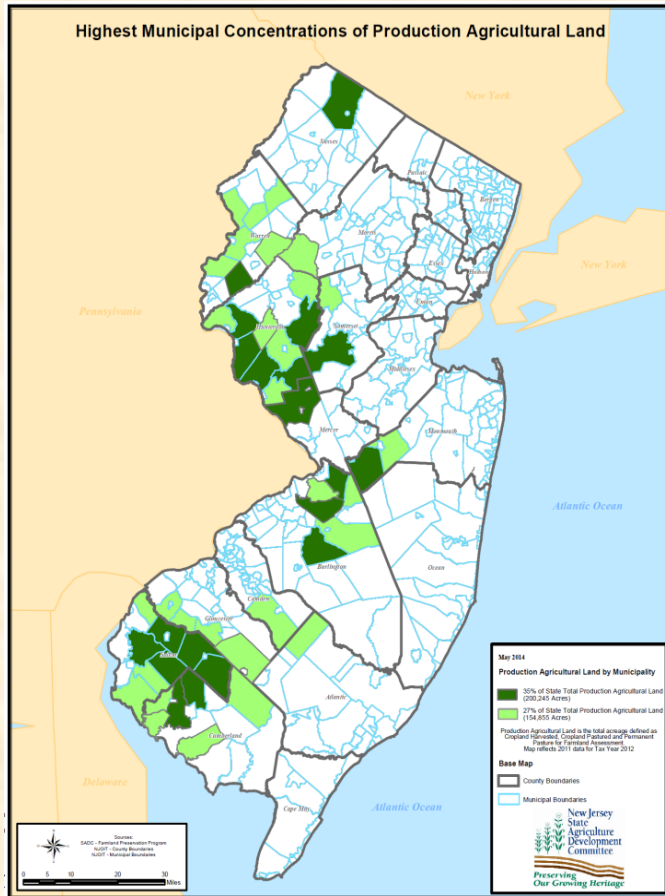 Highest Municipal Concentrations of Production Agricultural Land
New York
Sussex
Passaic
Bergen
Warren
Morris
Essex
Hudson
New York
Union
Pennsylvania
Hunterdon
Somerset
Middlesex
Mercer
Monmouth
Atlantic Ocean
Burlington
Ocean
Camden
Gloucester
Salem
Atlantic
Cumberland
Delaware
Cape May
Atlantic Ocean
May 2014
Production Agricultural Land by Municipality
35% of State Total Production Agricultural Land
(200,245 Acres)
27% of State Total Production Agricultural Land
(154,855 Acres)
Production Agricultural Land is the total acreage defined as
Cropland Harvested, Cropland Pastured and Permanent
Pasture for Farmland Assessment.
Map reflects 2011 data for Tax Year 2012
Base Map
County Boundaries
Municipal Boundaries
New Jersey
State
Agriculture
Development
Committee
Preserving
Our Growing Heritage
Sources:
SADC - Farmland Preservation Program
NJGIT - County Boundaries
NJGIT - Municipal Boundaries
0 5 10 20 30
Miles